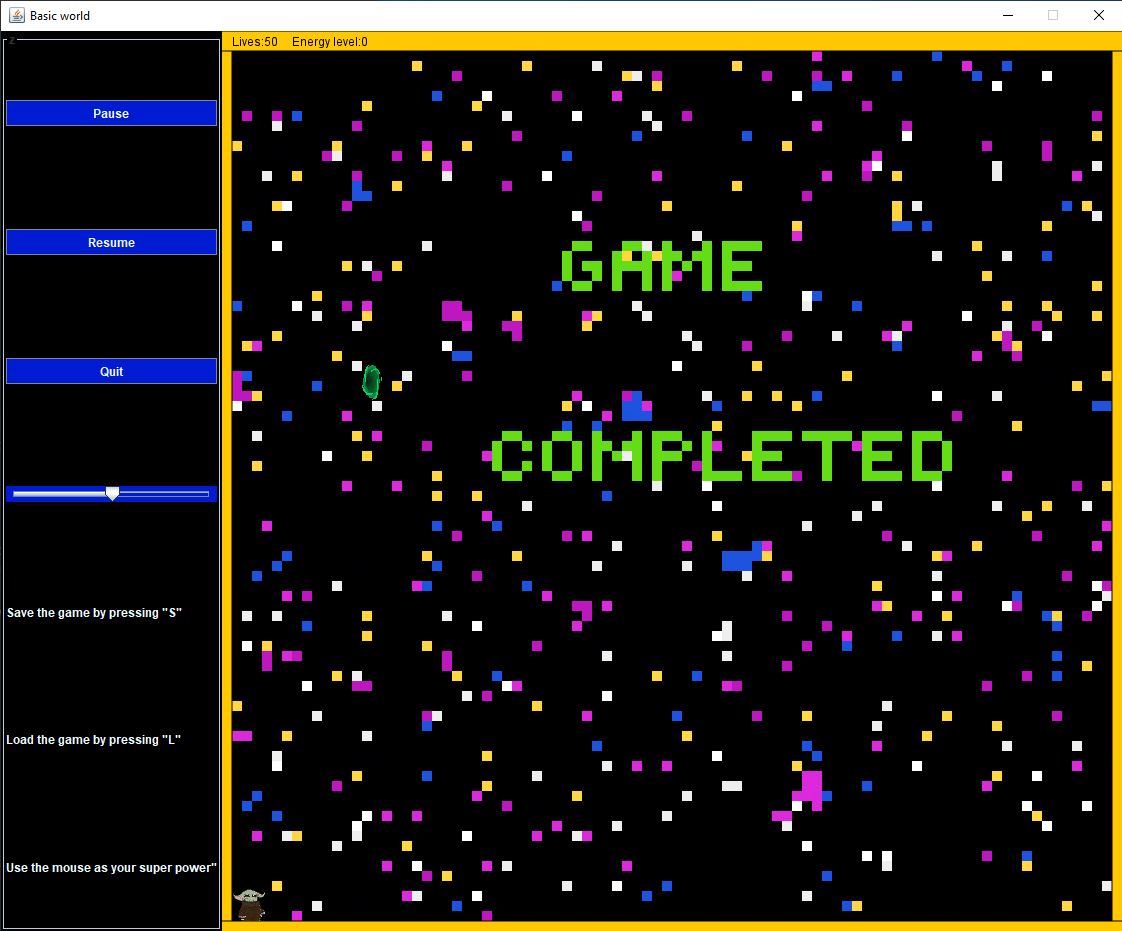 Basic world
Lives:50 Energy level:0
z
Pause
Resume
Quit
Save the game by pressing "S"
Load the game by pressing "L"
Use the mouse as your super power"
GAME
COMPLETED